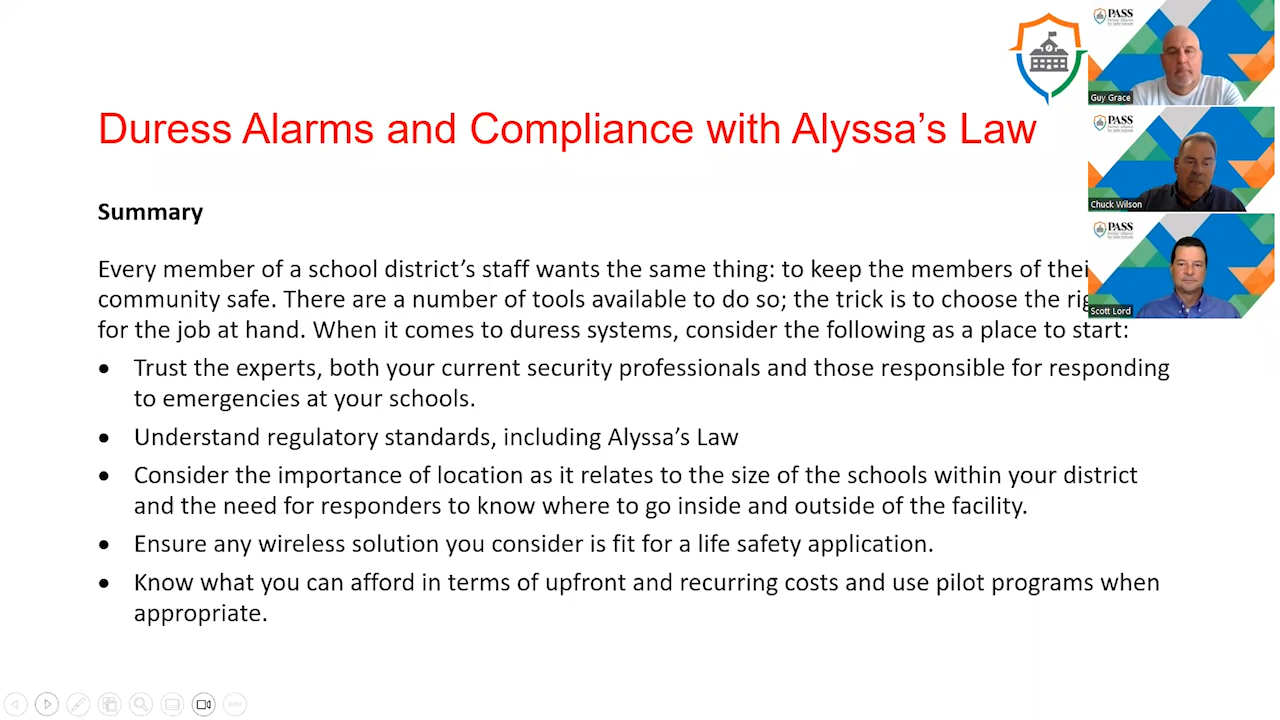 Duress Alarms and Compliance with Alyssa's Law
Summary
Every member of a school district's staff wants the same thing: to keep the members of thei
community safe. There are a number of tools available to do so; the trick is to choose the
for the job at hand. When it comes to duress systems, consider the following as a place to start:
• Trust the experts, both your current security professionals and those responsible for responding
to emergencies at your schools.
• Understand regulatory standards, including Alyssa's Law
• Consider the importance of location as it relates to the size of the schools within your district
and the need for responders to know where to go inside and outside of the facility.
• Ensure any wireless solution you consider is fit for a life safety application.
• Know what you can afford in terms of upfront and recurring costs and use pilot programs when
appropriate.
PASS
Guy Grace
PASS
Chuck Wilson
PASS
Scott Lord